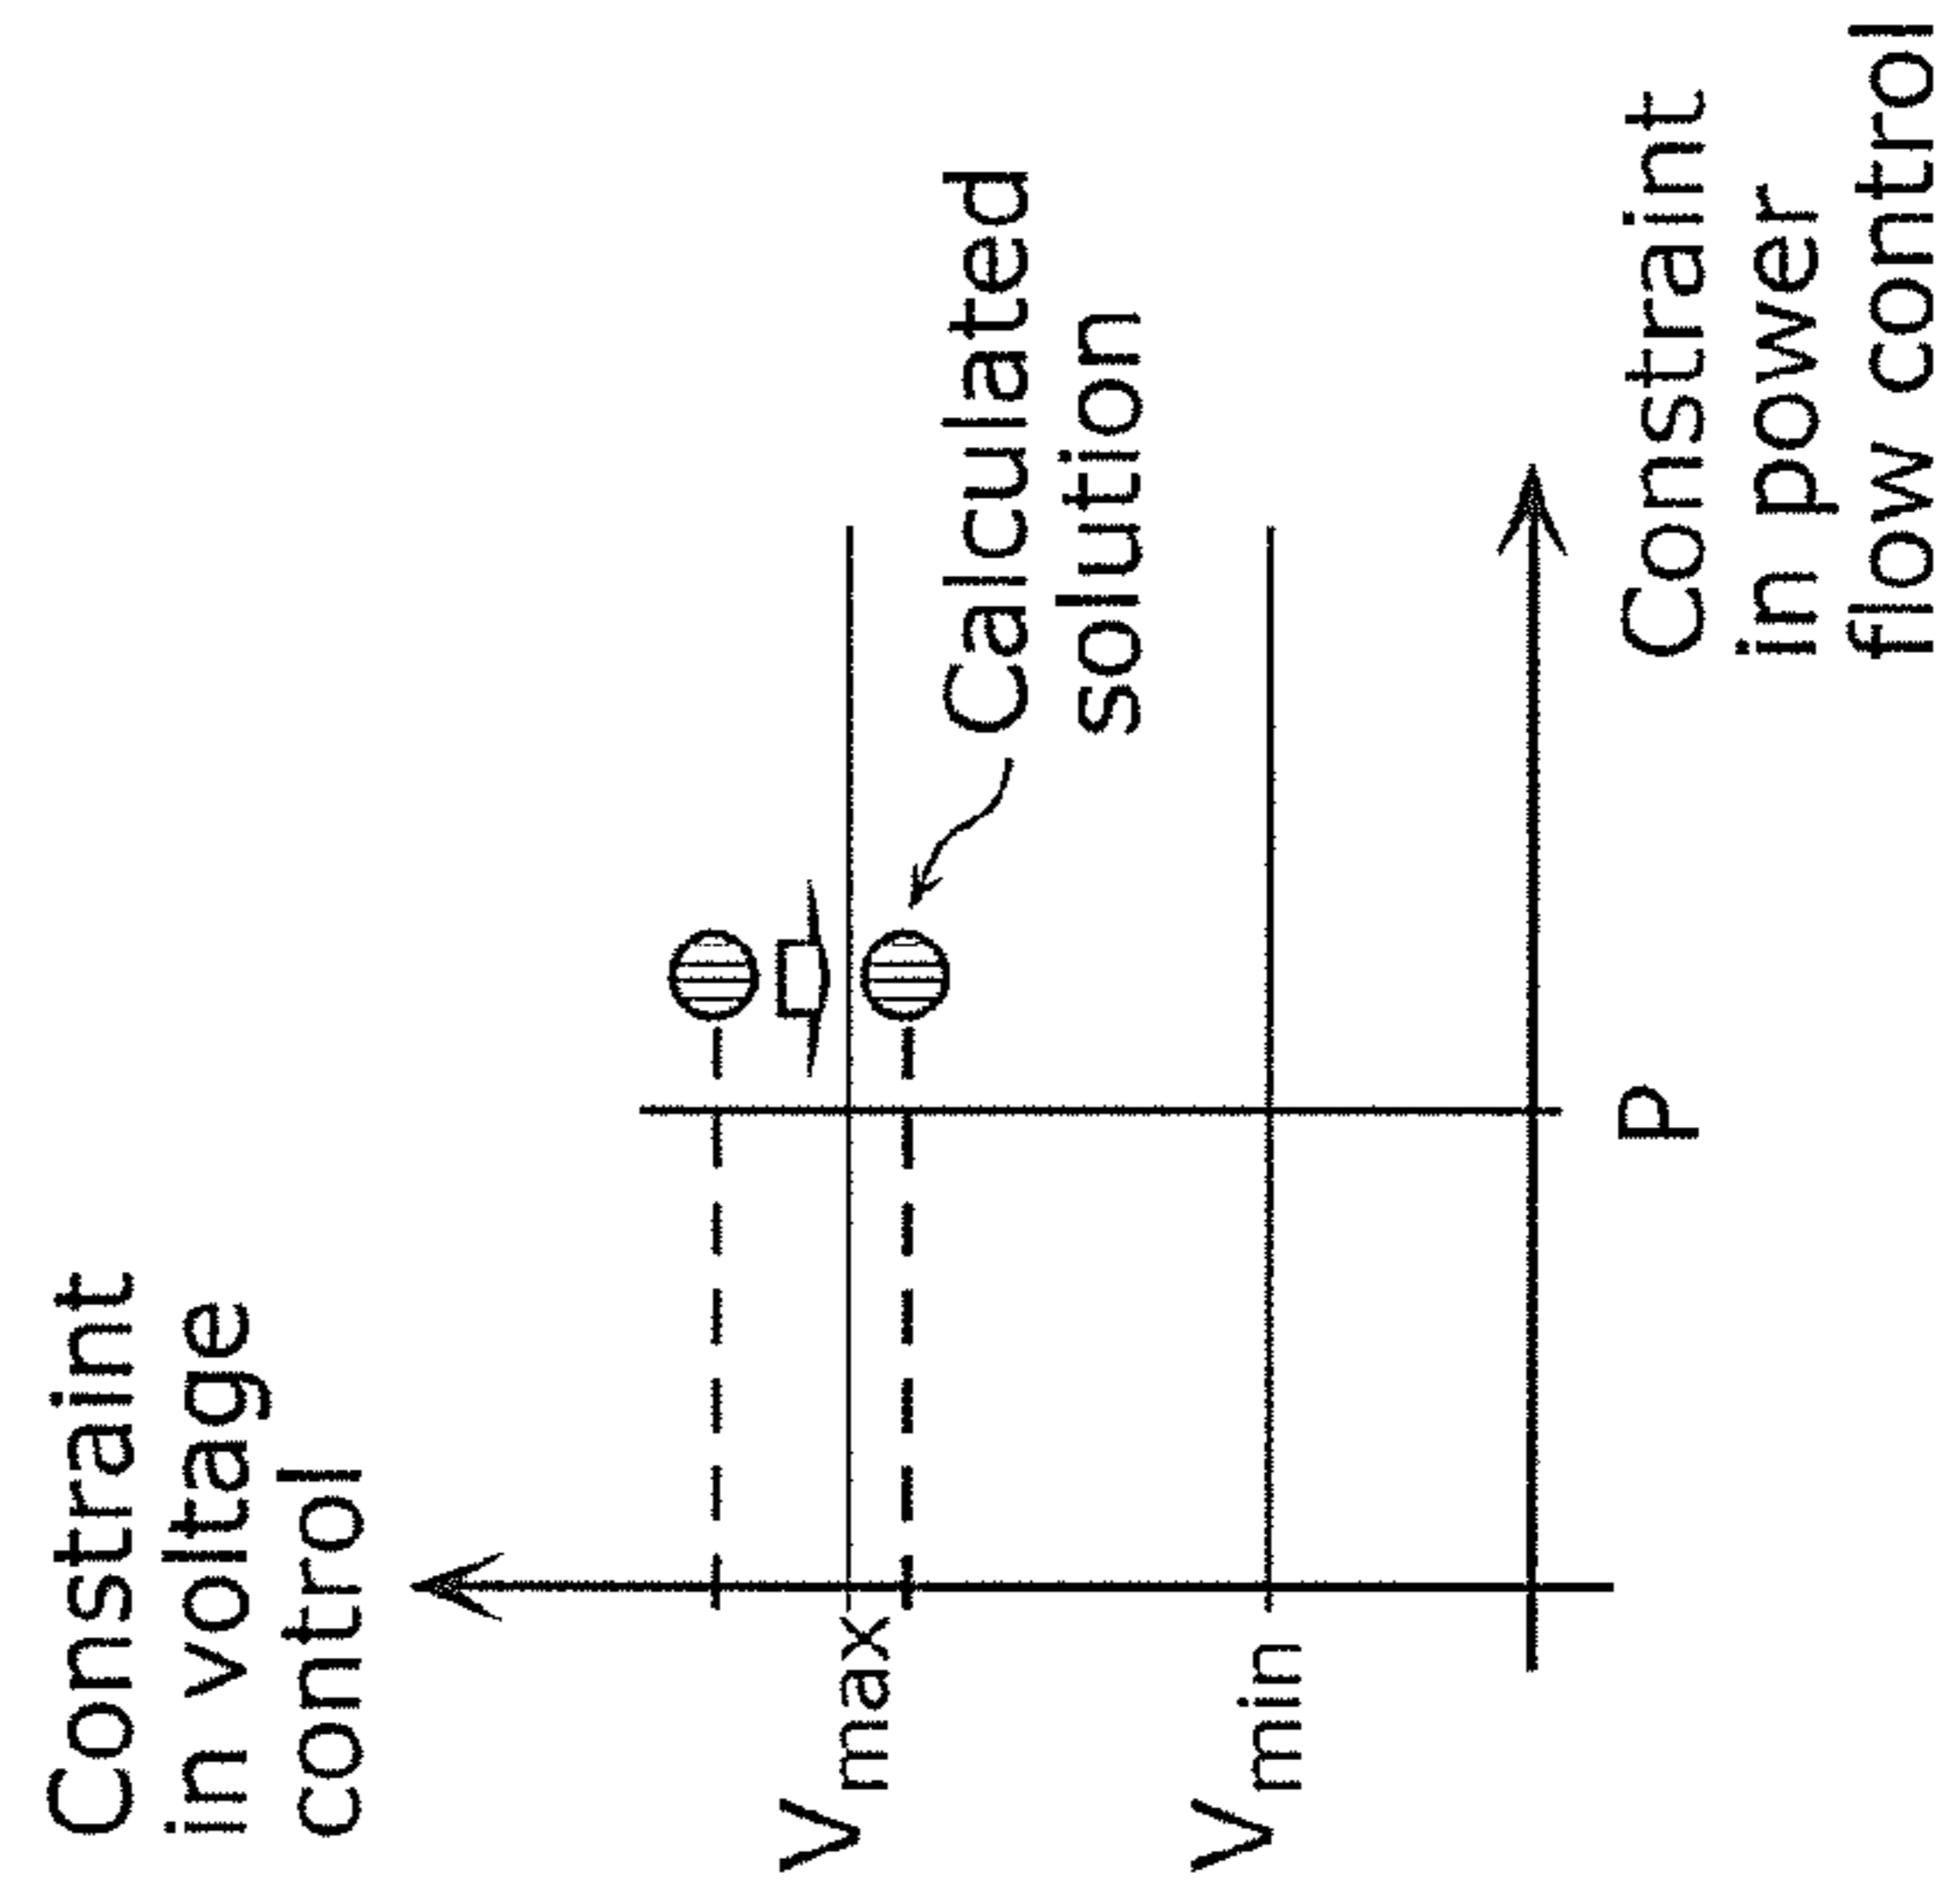 Constraint
in voltage
control
Vmax
Calculated
solution
Vmin
P
Constraint
in power
flow control